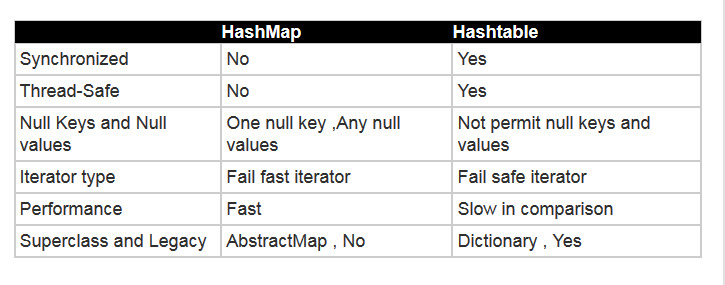 HashMap Hashtable
Synchronized No Yes
Thread-Safe No Yes
Null Keys and Null One null key ,Any null Not permit null keys and
values values values
Iterator type Fail fast iterator Fail safe iterator
Performance Fast Slow in comparison
Superclass and Legacy AbstractMap , No Dictionary , Yes